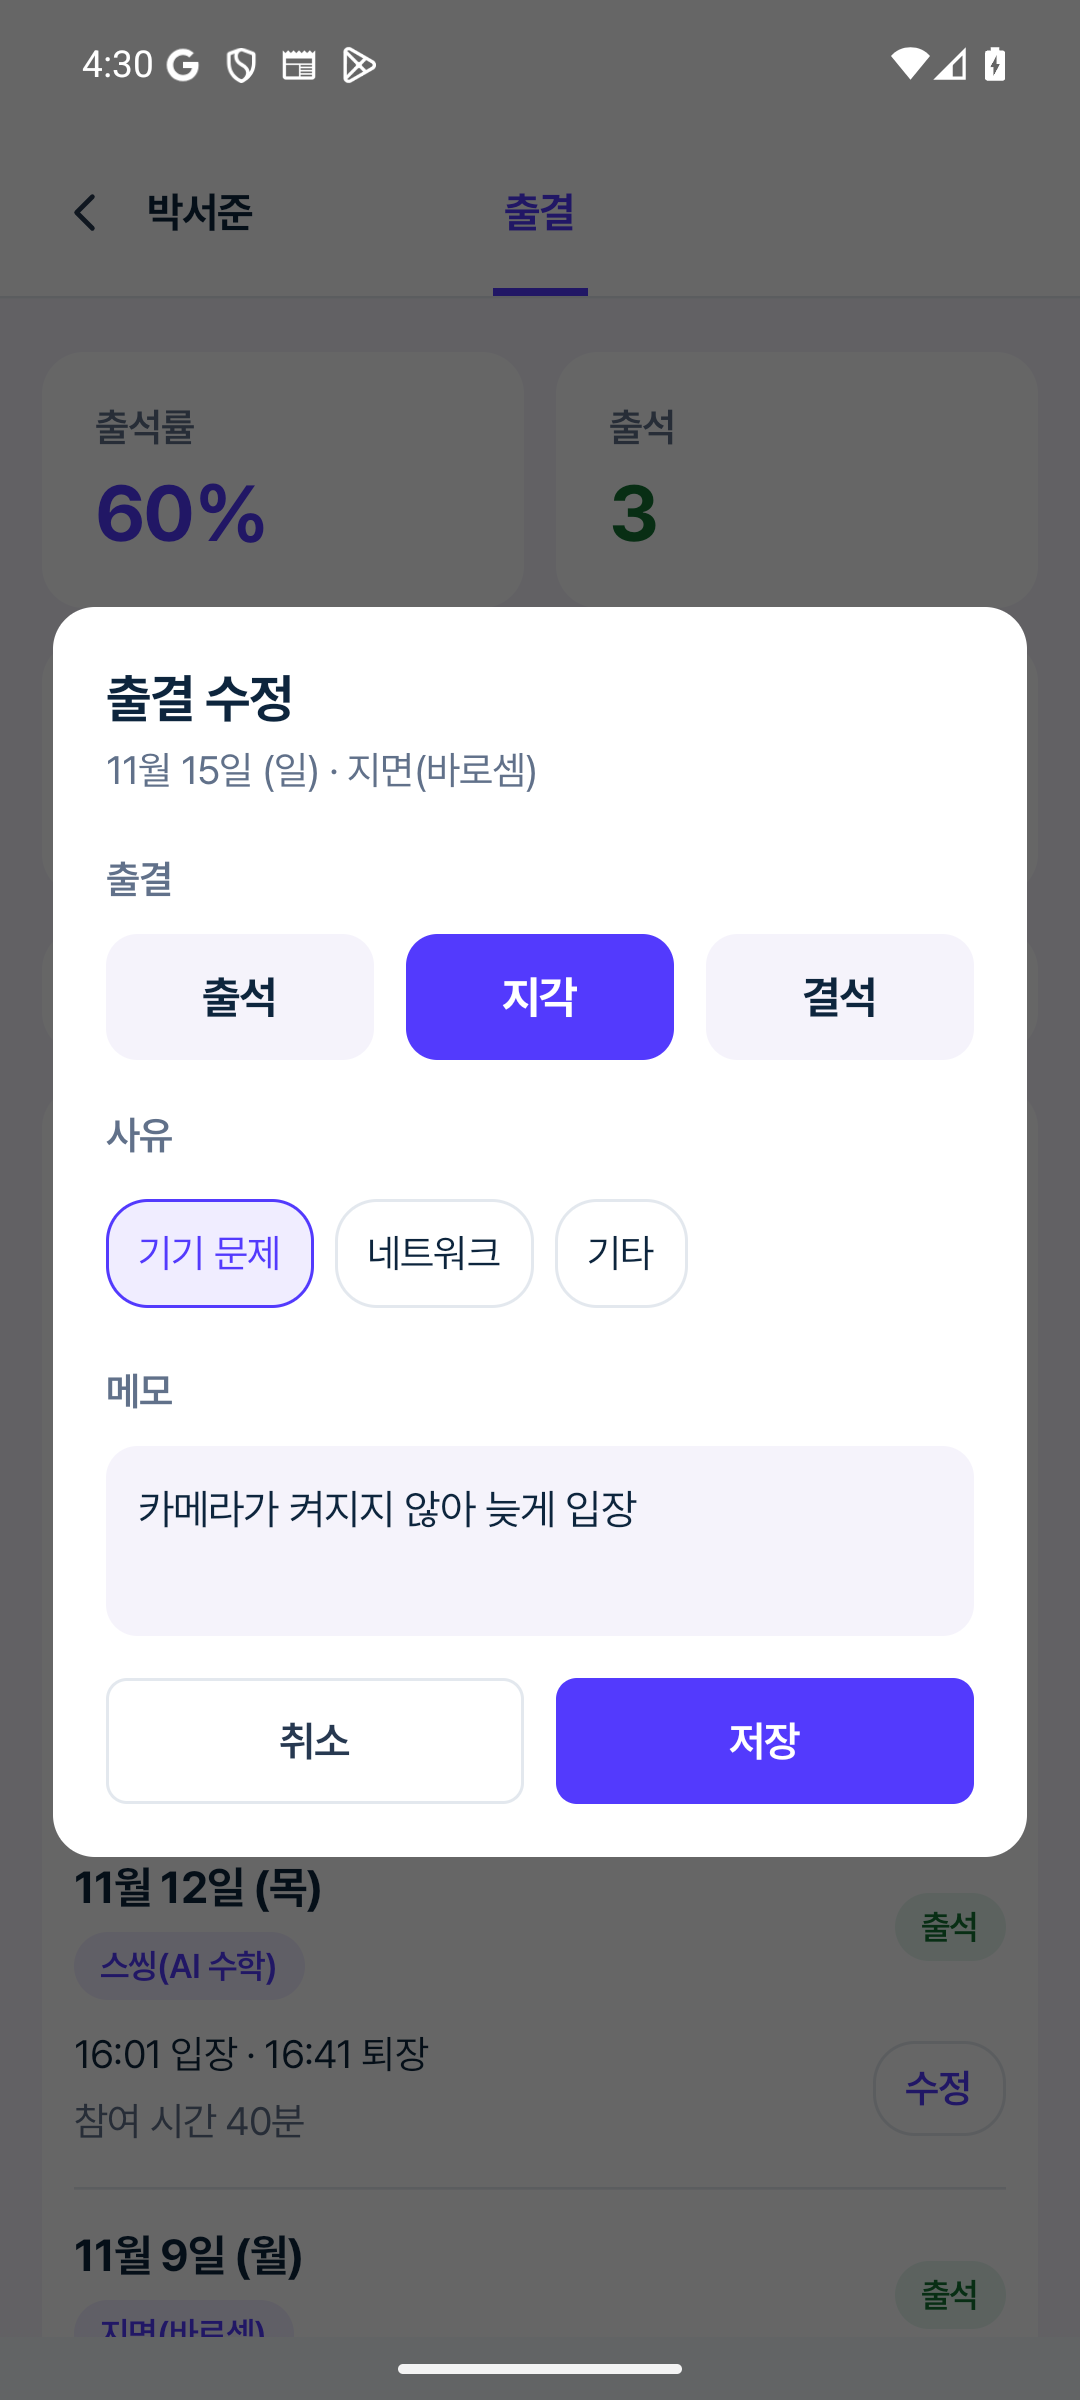 4:30
박서준
출결
출석률
출석
60%
3
출결 수정
11월 15일 (일) · 지면(바로셈)
출결
출석
지각
결석
사유
기기 문제
네트워크
기타
메모
카메라가 켜지지 않아 늦게 입장
취소
저장
11월 12일 (목)
출석
스씽(AI 수학)
16:01 입장 · 16:41 퇴장
수정
참여 시간 40분
11월 9일 (월)
출석
지면(바로셈)